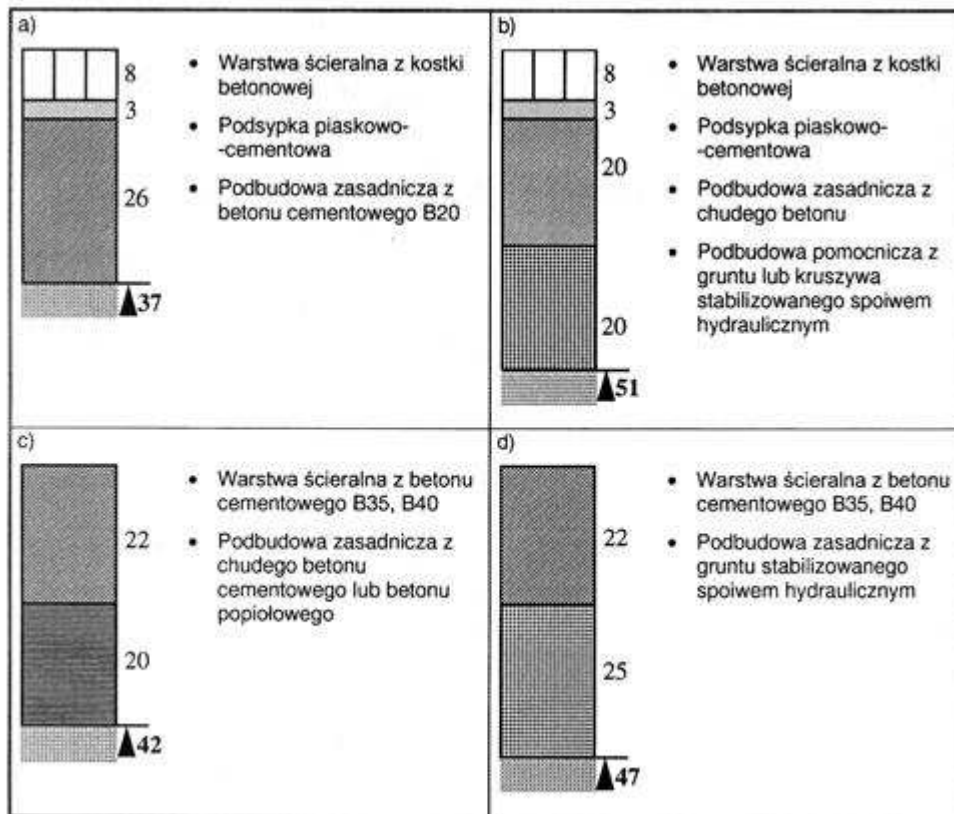 a)
8
3
26
37
• Warstwa ścieralna z kostki
betonowej
• Podsypka piaskowo-
-cementowa
• Podbudowa zasadnicza z
betonu cementowego B20
b)
8
3
20
20
51
• Warstwa ścieralna z kostki
betonowej
• Podsypka piaskowo-
-cementowa
• Podbudowa zasadnicza z
chudego betonu
• Podbudowa pomocnicza z
gruntu lub kruszywa
stabilizowanego spoiwem
hydraulicznym
c)
22
20
42
• Warstwa ścieralna z betonu
cementowego B35, B40
• Podbudowa zasadnicza z
chudego betonu
cementowego lub betonu
popiołowego
d)
22
25
47
• Warstwa ścieralna z betonu
cementowego B35, B40
• Podbudowa zasadnicza z
gruntu stabilizowanego
spoiwem hydraulicznym